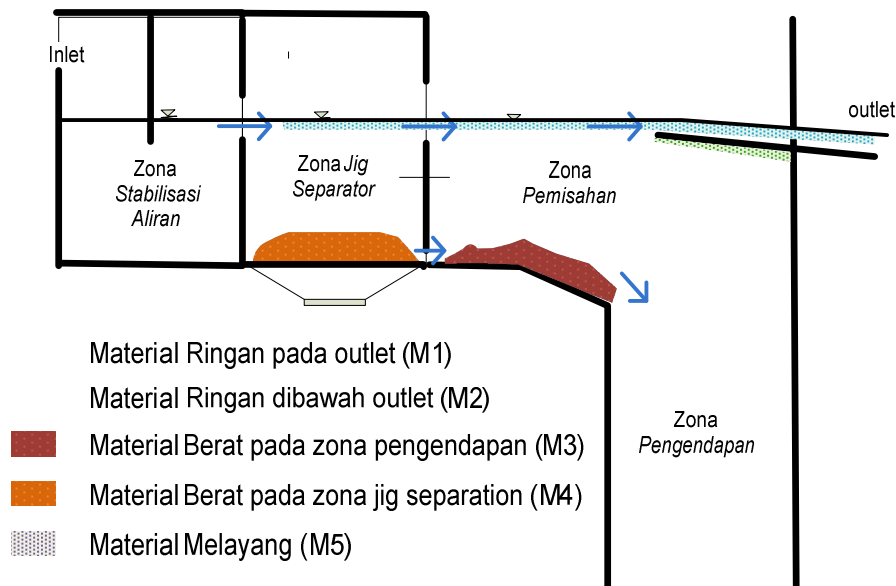 Inlet
outlet
Zona
Stabilisasi
Aliran
Zona Jig
Separator
Zona
Pemisahan
Material Ringan pada outlet (M1)
Material Ringan dibawah outlet (M2)
Material Berat pada zona pengendapan (M3)
Material Berat pada zona jig separation (M4)
Material Melayang (M5)
Zona
Pengendapan